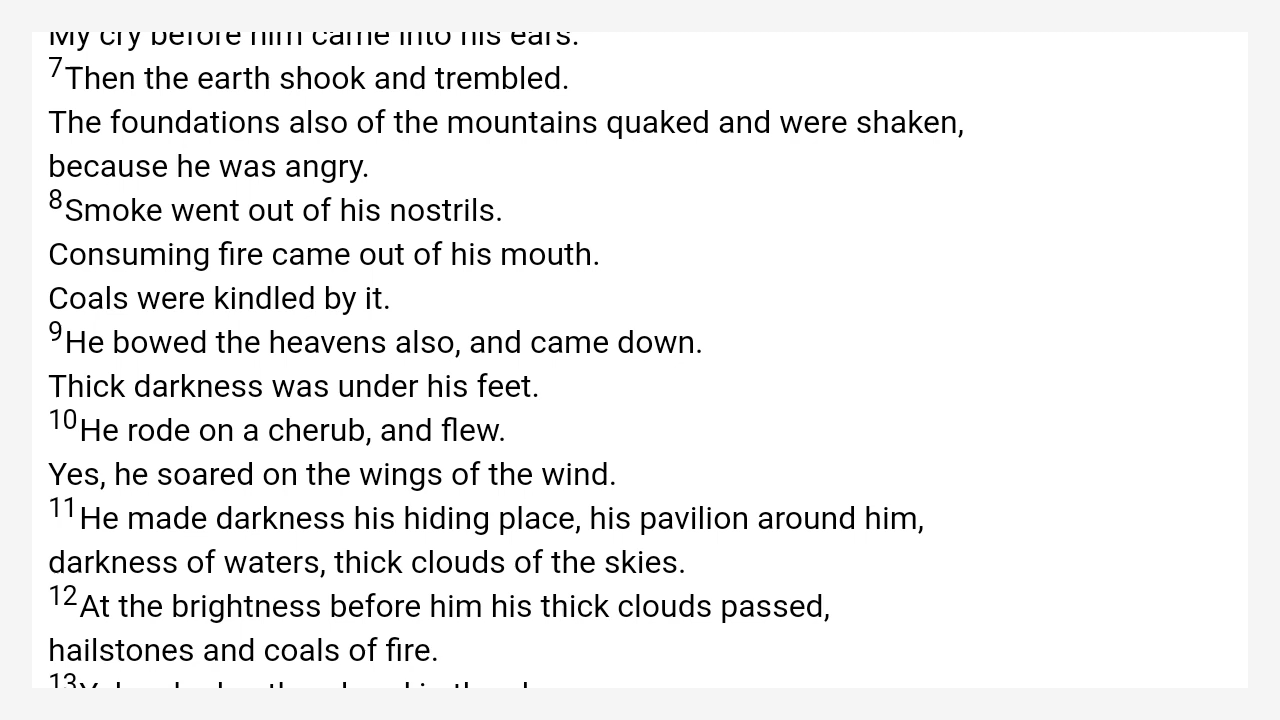 My cry before him came into his ears.
7Then the earth shook and trembled.
The foundations also of the mountains quaked and were shaken,
because he was angry.
8Smoke went out of his nostrils.
Consuming fire came out of his mouth.
Coals were kindled by it.
9He bowed the heavens also, and came down.
Thick darkness was under his feet.
10He rode on a cherub, and flew.
Yes, he soared on the wings of the wind.
11He made darkness his hiding place, his pavilion around him,
darkness of waters, thick clouds of the skies.
12At the brightness before him his thick clouds passed,
hailstones and coals of fire.
13